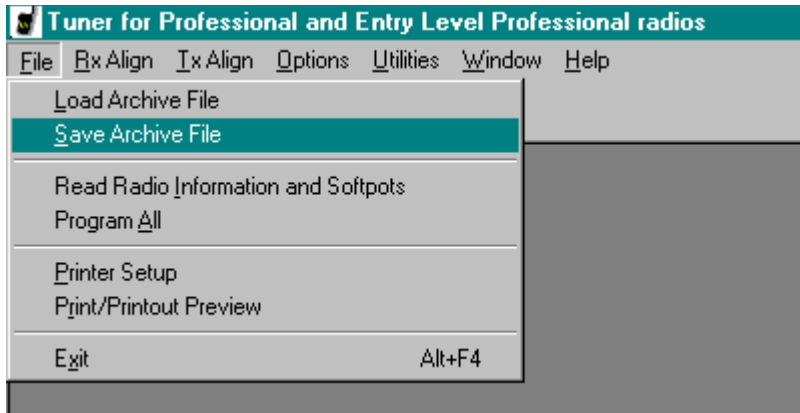 Tuner for Professional and Entry Level Professional radios
File Rx Align Tx Align Options Utilities Window Help
Load Archive File
Save Archive File
Read Radio Information and Softpots
Program All
Printer Setup
Print/Printout Preview
Exit Alt+F4